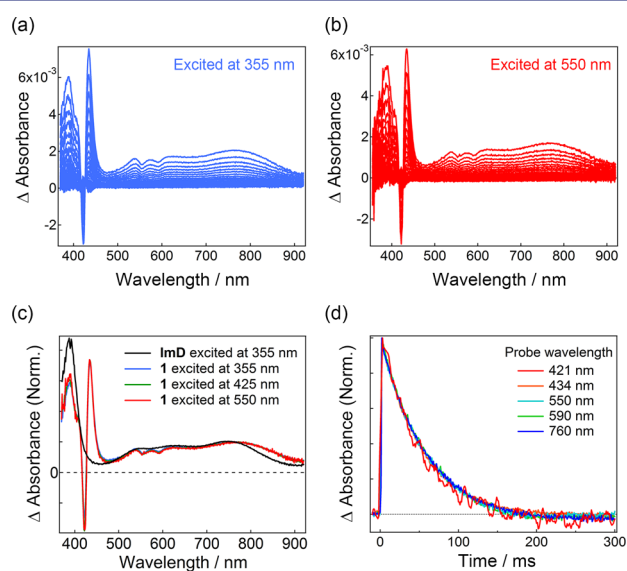 (a)
Excited at 355 nm
6x10⁻³
4
2
0
-2
Δ Absorbance
400 500 600 700 800 900
Wavelength / nm
(b)
Excited at 550 nm
6x10⁻³
4
2
0
-2
Δ Absorbance
400 500 600 700 800 900
Wavelength / nm
(c)
ImD excited at 355 nm
1 excited at 355 nm
1 excited at 425 nm
1 excited at 550 nm
0
Δ Absorbance (Norm.)
400 500 600 700 800 900
Wavelength / nm
(d)
Probe wavelength
421 nm
434 nm
550 nm
590 nm
760 nm
Δ Absorbance (Norm.)
0 100 200 300
Time / ms